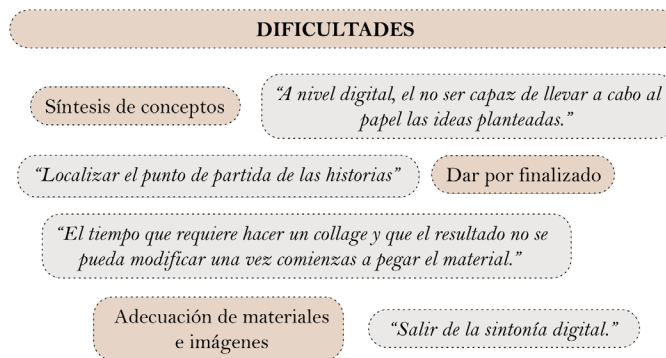 DIFICULTADES
Síntesis de conceptos
“A nivel digital, el no ser capaz de llevar a cabo al
papel las ideas planteadas.”
“Localizar el punto de partida de las historias”
Dar por finalizado
“El tiempo que requiere hacer un collage y que el resultado no se
pueda modificar una vez comienzas a pegar el material.”
Adecuación de materiales
e imágenes
“Salir de la sintonía digital.”